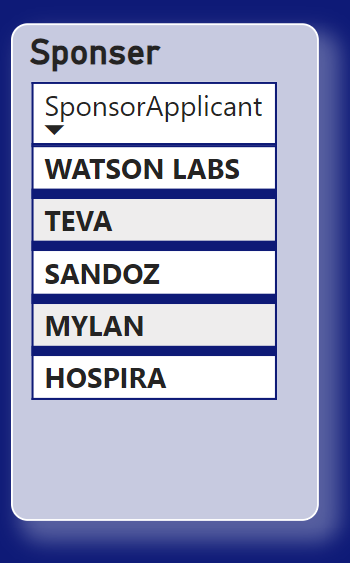 Sponser
SponsorApplicant
WATSON LABS
TEVA
SANDOZ
MYLAN
HOSPIRA